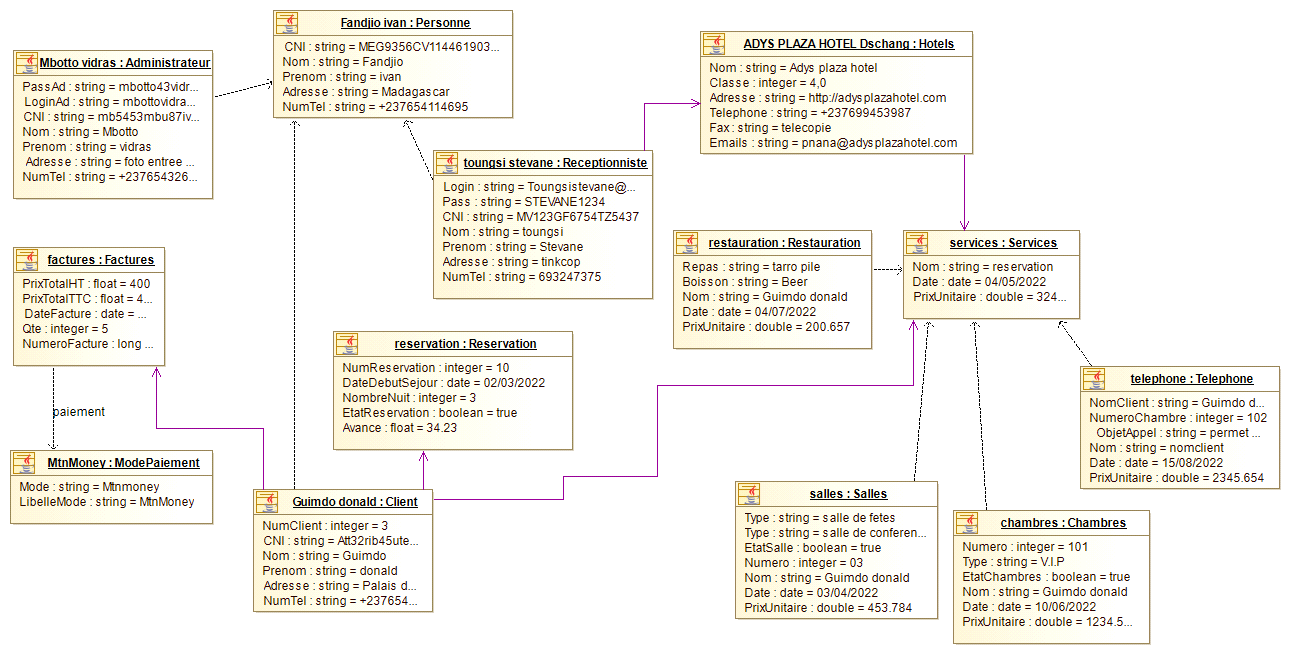 Fandjio ivan : Personne
CNI : string = MEG9356CV114461903...
Nom : string = Fandjio
Prenom : string = ivan
Adresse : string = Madagascar
NumTel : string = +237654114695
Mbotto vidras : Administrateur
PassAd : string = mbotto43vidr...
LoginAd : string = mbottovidra...
CNI : string = mb5453mbu87iv...
Nom : string = Mbotto
Prenom : string = vidras
Adresse : string = foto entree ...
NumTel : string = +237654326...
ADYS PLAZA HOTEL Dschang : Hotels
Nom : string = Adys plaza hotel
Classe : integer = 4,0
Adresse : string = http://adysplazahotel.com
Telephone : string = +237699453987
Fax : string = telecopie
Emails : string = pnana@adysplazahotel.com
toungsi stevane : Receptionniste
Login : string = Toungsistevane@...
Pass : string = STEVANE1234
CNI : string = MV123GF6754TZ5437
Nom : string = toungsi
Prenom : string = Stevane
Adresse : string = tinkcop
NumTel : string = 693247375
restauration : Restauration
Repas : string = tarro pile
Boisson : string = Beer
Nom : string = Guimdo donald
Date : date = 04/07/2022
PrixUnitaire : double = 200.657
services : Services
Nom : string = reservation
Date : date = 04/05/2022
PrixUnitaire : double = 324...
factures : Factures
PrixTotalHT : float = 400
PrixTotalTTC : float = 4...
DateFacture : date = ...
Qte : integer = 5
NumeroFacture : long ...
reservation : Reservation
NumReservation : integer = 10
DateDebutSejour : date = 02/03/2022
NombreNuit : integer = 3
EtatReservation : boolean = true
Avance : float = 34.23
telephone : Telephone
NomClient : string = Guimdo d...
NumeroChambre : integer = 102
ObjetAppel : string = permet ...
Nom : string = nomclient
Date : date = 15/08/2022
PrixUnitaire : double = 2345.654
paiement
MtnMoney : ModePaiement
Mode : string = Mtnmoney
LibelleMode : string = MtnMoney
Guimdo donald : Client
NumClient : integer = 3
CNI : string = Att32rib45ute...
Nom : string = Guimdo
Prenom : string = donald
Adresse : string = Palais d...
NumTel : string = +237654...
salles : Salles
Type : string = salle de fetes
Type : string = salle de conferen...
EtatSalle : boolean = true
Numero : integer = 03
Nom : string = Guimdo donald
Date : date = 03/04/2022
PrixUnitaire : double = 453.784
chambres : Chambres
Numero : integer = 101
Type : string = V.I.P
EtatChambres : boolean = true
Nom : string = Guimdo donald
Date : date = 10/06/2022
PrixUnitaire : double = 1234.5...